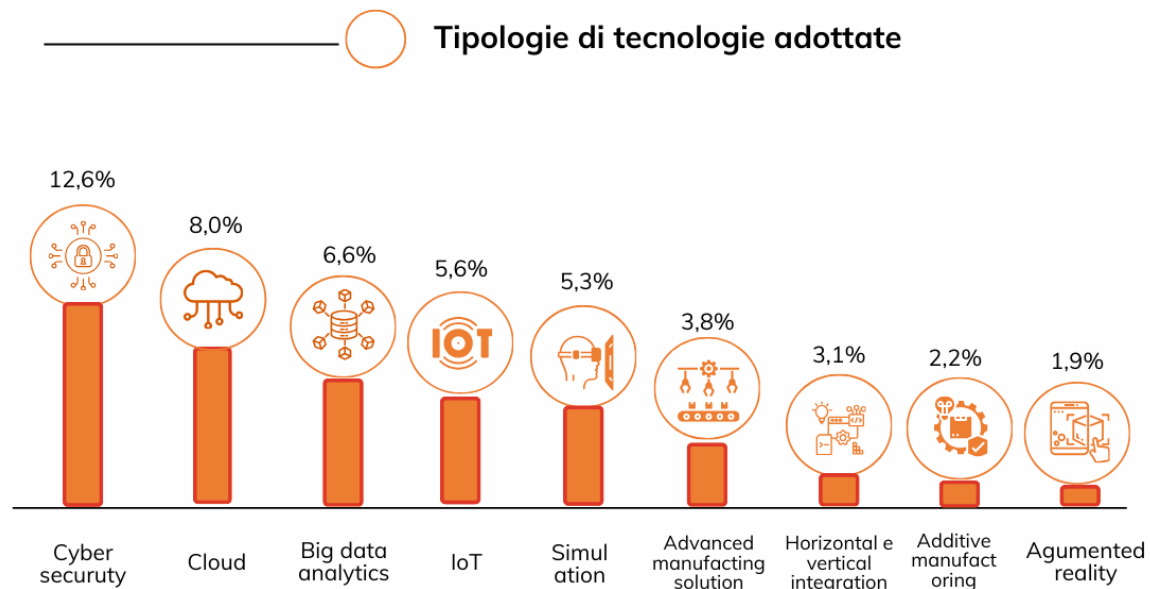 Tipologie di tecnologie adottate
12,6%
8,0%
6,6%
5,6%
5,3%
3,8%
3,1%
2,2%
1,9%
IOT
Cyber
securuty
Cloud
Big data
analytics
IoT
Simul
ation
Advanced
manufacting
solution
Horizontal e
vertical
integration
Additive
manufact
oring
Agumented
reality